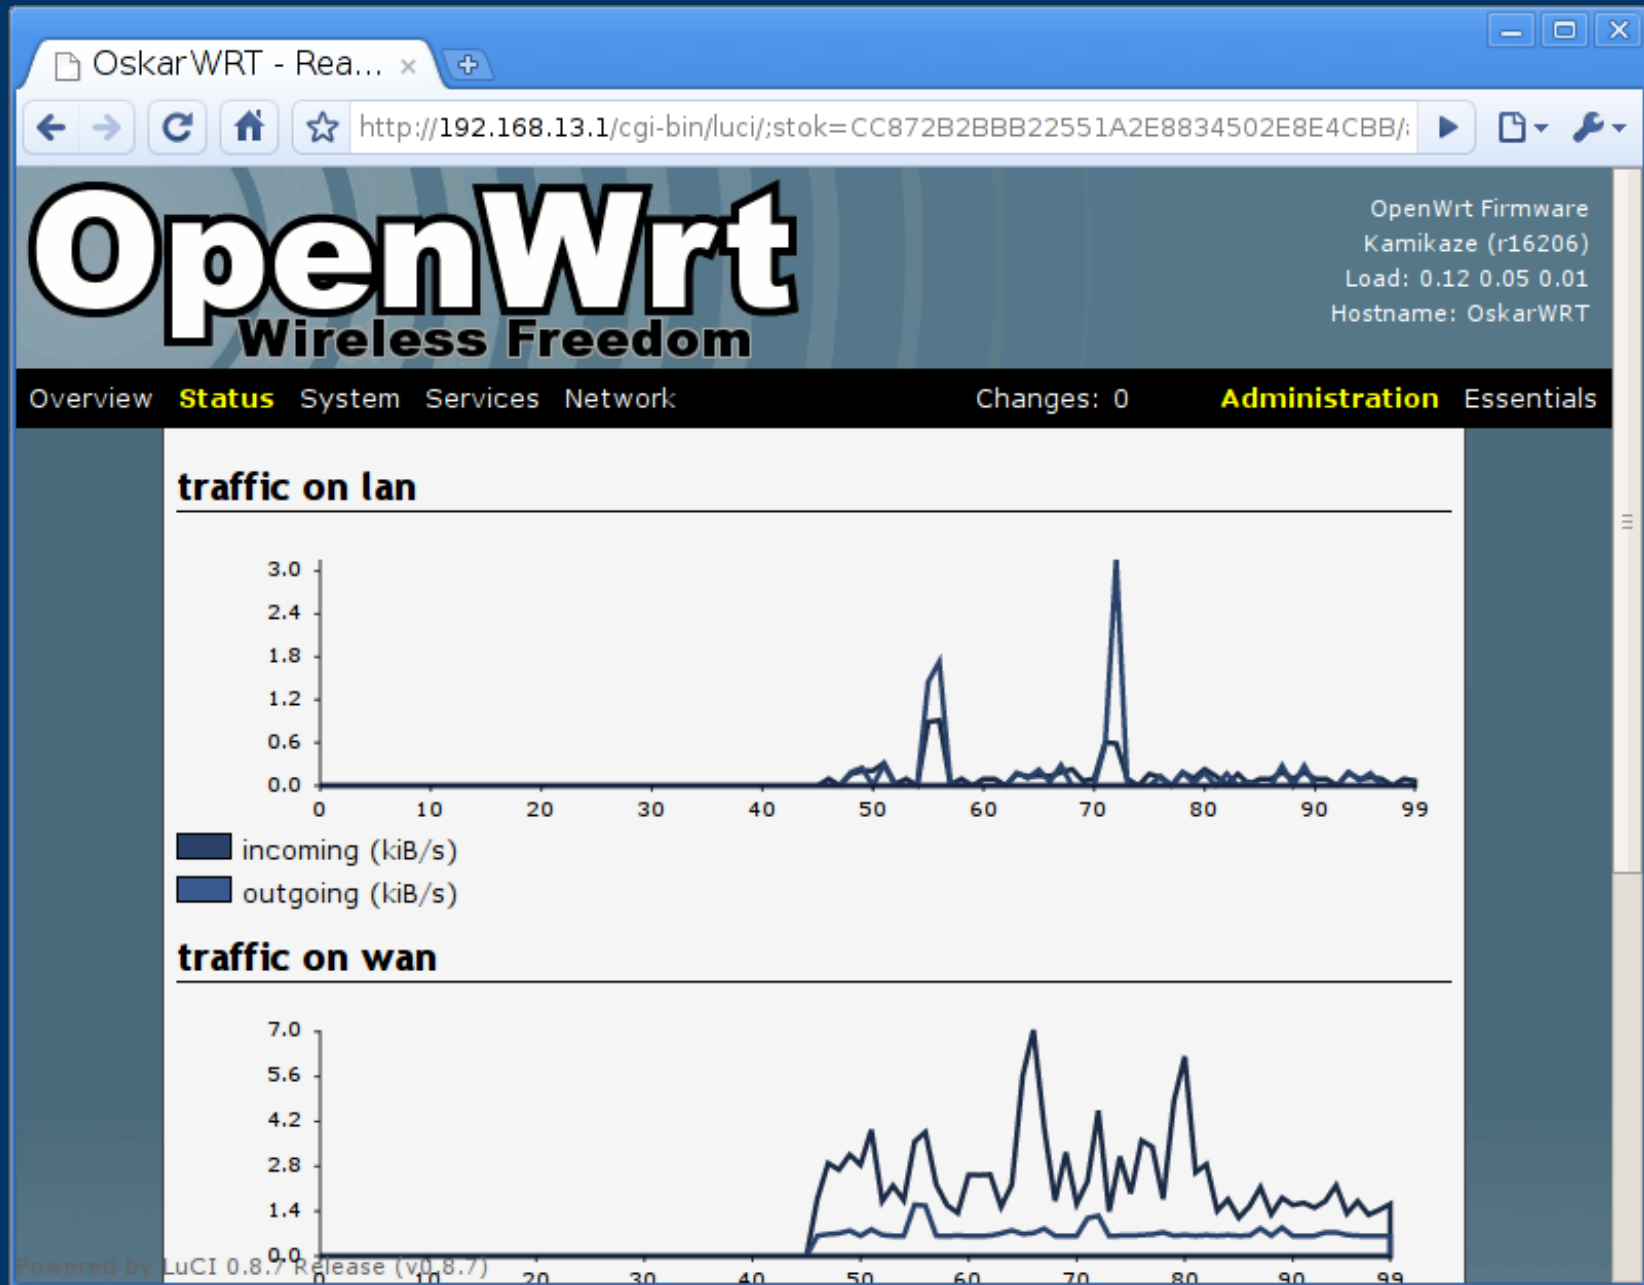 OskarWRT - Rea...
http://192.168.13.1/cgi-bin/luci/;stok=CC872B2BBB22551A2E8834502E8E4CBB/
OpenWrt
Wireless Freedom
OpenWrt Firmware
Kamikaze (r16206)
Load: 0.12 0.05 0.01
Hostname: OskarWRT
Overview Status System Services Network Changes: 0 Administration Essentials
traffic on lan
3.0
2.4
1.8
1.2
0.6
0.0
0 10 20 30 40 50 60 70 80 90 99
incoming (kiB/s)
outgoing (kiB/s)
traffic on wan
7.0
5.6
4.2
2.8
1.4
0.0
Powered by LuCI 0.8.7 Release (v0.8.7)
0 10 20 30 40 50 60 70 80 90 99